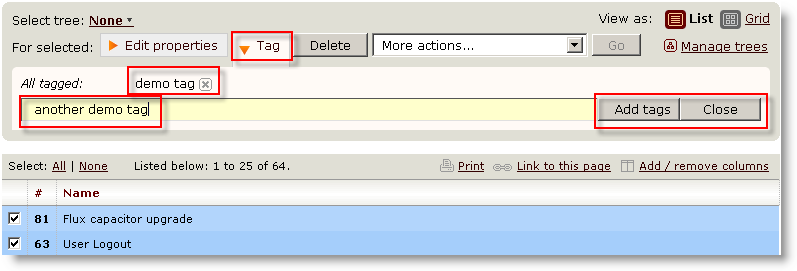 Select tree: None View as: List Grid
For selected: Edit properties Tag Delete More actions... Go Manage trees
All tagged: demo tag
another demo tag Add tags Close
Select: All | None Listed below: 1 to 25 of 64. Print Link to this page Add / remove columns
# Name
81 Flux capacitor upgrade
63 User Logout